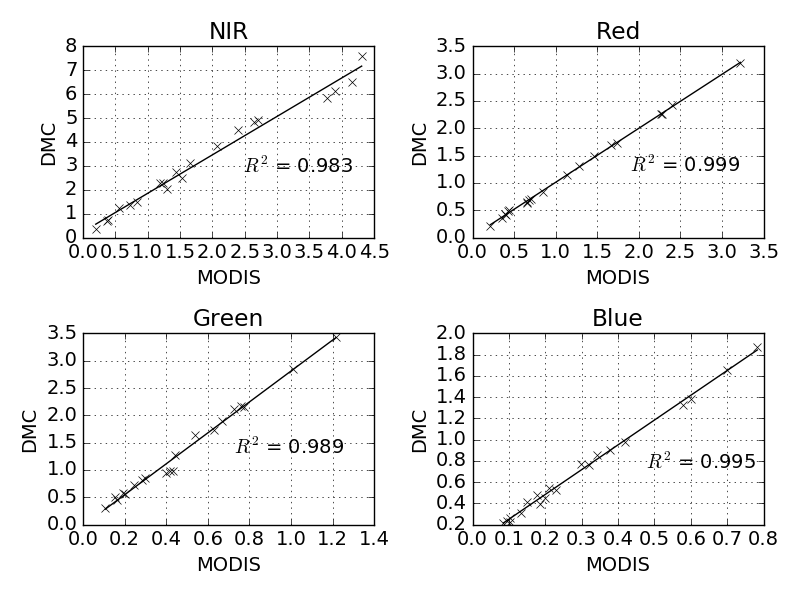 NIR
8
7
6
5
4
3
2
1
0
DMC
R² = 0.983
0.0 0.5 1.0 1.5 2.0 2.5 3.0 3.5 4.0 4.5
MODIS
Red
3.5
3.0
2.5
2.0
1.5
1.0
0.5
0.0
DMC
R² = 0.999
0.0 0.5 1.0 1.5 2.0 2.5 3.0 3.5
MODIS
Green
3.5
3.0
2.5
2.0
1.5
1.0
0.5
0.0
DMC
R² = 0.989
0.0 0.2 0.4 0.6 0.8 1.0 1.2 1.4
MODIS
Blue
2.0
1.8
1.6
1.4
1.2
1.0
0.8
0.6
0.4
0.2
DMC
R² = 0.995
0.0 0.1 0.2 0.3 0.4 0.5 0.6 0.7 0.8
MODIS